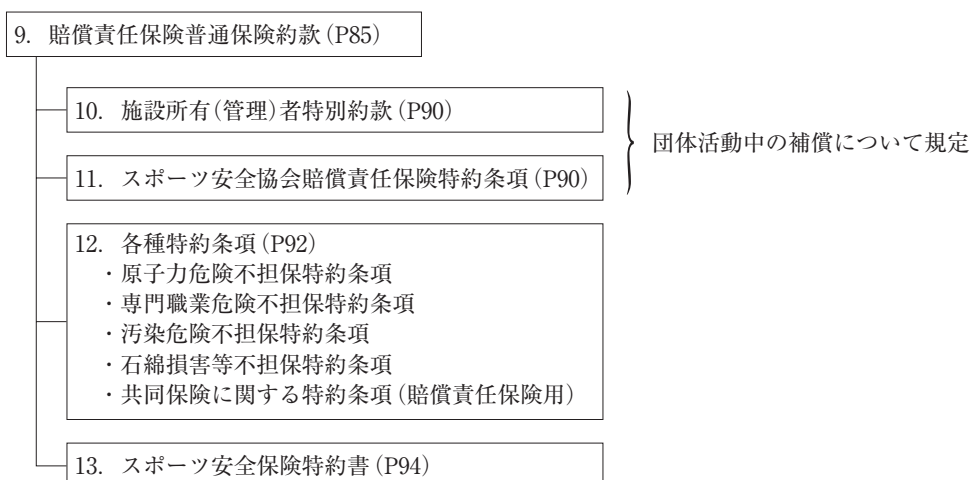 9. 賠償責任保険普通保険約款(P85)
10. 施設所有(管理)者特別約款(P90)
団体活動中の補償について規定
11. スポーツ安全協会賠償責任保険特約条項(P90)
12. 各種特約条項(P92)
・原子力危険不担保特約条項
・専門職業危険不担保特約条項
・汚染危険不担保特約条項
・石綿損害等不担保特約条項
・共同保険に関する特約条項(賠償責任保険用)
13. スポーツ安全保険特約書(P94)